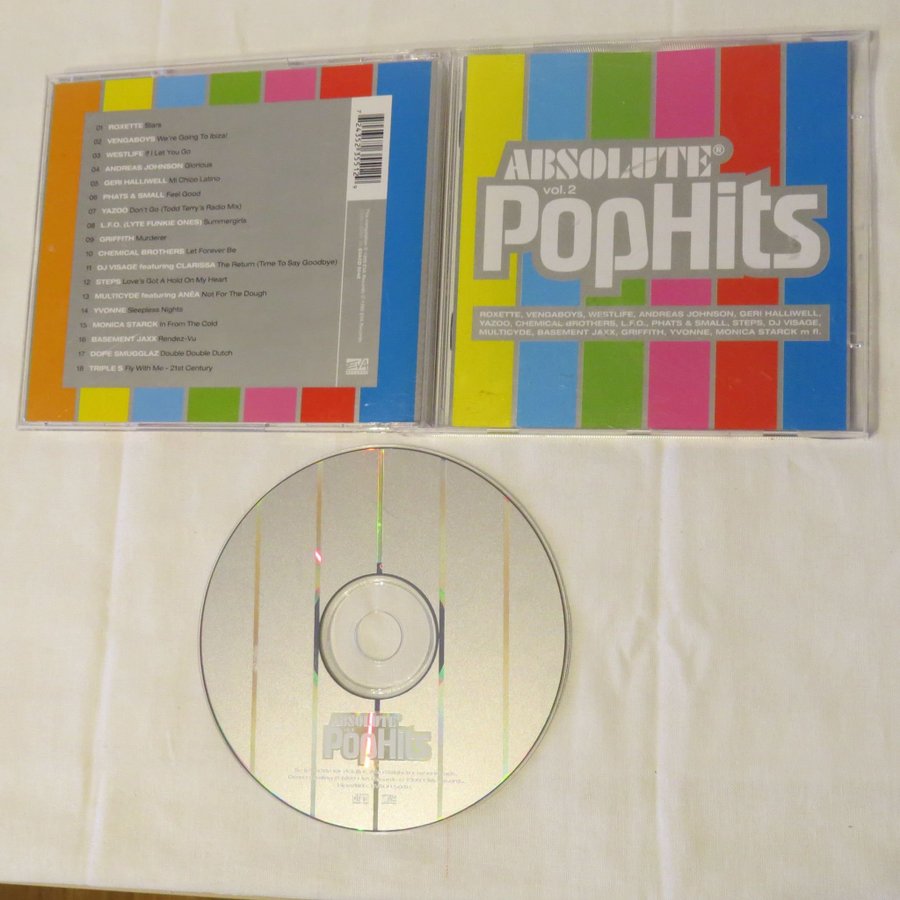 01 ROXETTE Stars
02 VENGABOYS We're Going To Ibiza!
03 WESTLIFE If I Let You Go
04 ANDREAS JOHNSON Glorious
05 GERI HALLIWELL Mi Chico Latino
06 PHATS & SMALL Feel Good
07 YAZOO Don't Go (Todd Terry's Radio Mix)
08 L.F.O. (LYTE FUNKIE ONES) Summergirls
09 GRIFFITH Murderer
10 CHEMICAL BROTHERS Let Forever Be
11 DJ VISAGE featuring CLARISSA The Return (Time To Say Goodbye)
12 STEPS Love's Got A Hold On My Heart
13 MULTICYDE featuring ANÉA Not For The Dough
14 YVONNE Sleepless Nights
15 MONICA STARCK In From The Cold
16 BASEMENT JAXX Rendez-Vu
17 DOPE SMUGGLAZ Double Double Dutch
18 TRIPLE S Fly With Me - 21st Century
ABSOLUTE®
vol.2
PopHits
ROXETTE, VENGABOYS, WESTLIFE, ANDREAS JOHNSON, GERI HALLIWELL,
YAZOO, CHEMICAL BROTHERS, L.F.O., PHATS & SMALL, STEPS, DJ VISAGE,
MULTICYDE, BASEMENT JAXX, GRIFFITH, YVONNE, MONICA STARCK m fl.
ABSOLUTE®
PopHits